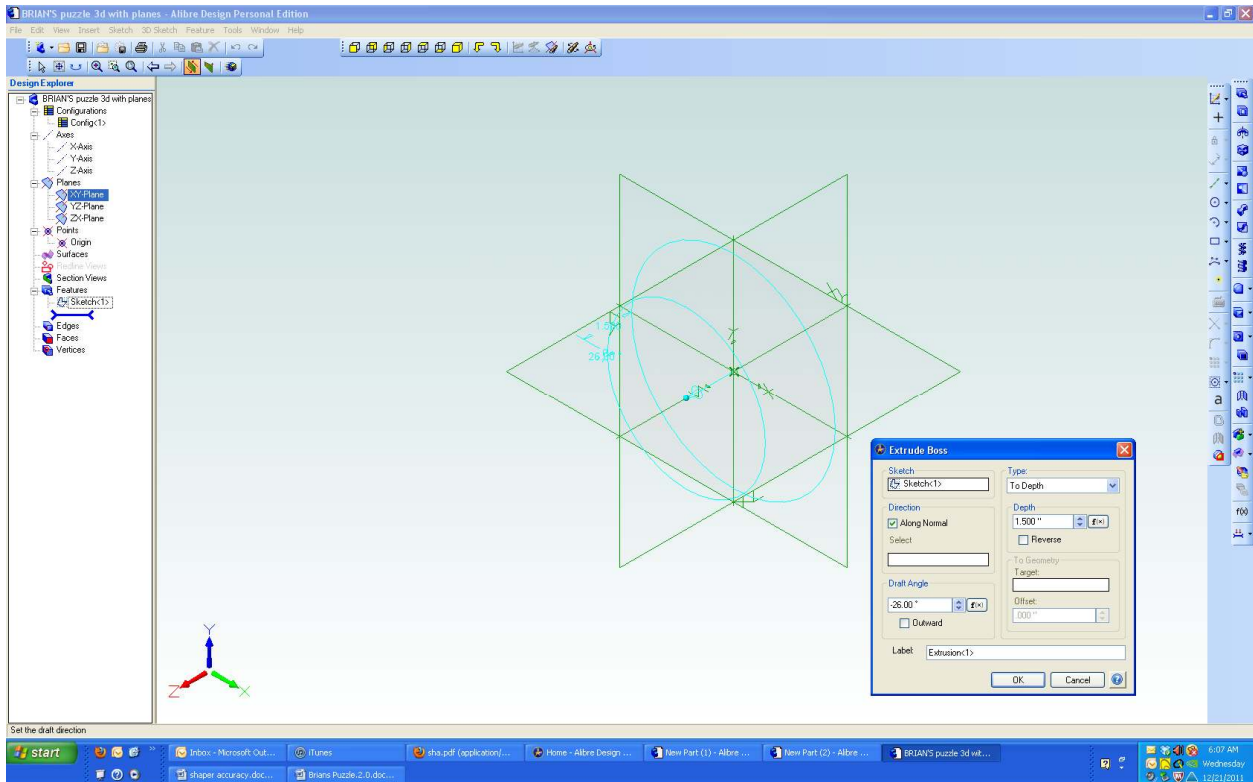 BRIAN'S puzzle 3d with planes - Alibre Design Personal Edition
File Edit View Insert Sketch 3D Sketch Feature Tools Window Help
Design Explorer
BRIAN'S puzzle 3d with planes
Configurations
Config<1>
Axes
X-Axis
Y-Axis
Z-Axis
Planes
XY-Plane
YZ-Plane
ZX-Plane
Points
Origin
Surfaces
Redline Views
Section Views
Features
Sketch<1>
Edges
Faces
Vertices
Y
Z
X
a
f(x)
Extrude Boss
Sketch
Sketch<1>
Type:
To Depth
Direction
Along Normal
Select
Depth
1.500 "
f(x)
Reverse
To Geometry
Target:
Offset:
.000 "
Draft Angle
-26.00 °
f(x)
Outward
Label: Extrusion<1>
OK Cancel ?
Set the draft direction
start
Inbox - Microsoft Out... iTunes sha.pdf (application/... Home - Alibre Design ... New Part (1) - Alibre ... New Part (2) - Alibre ... BRIAN'S puzzle 3d wit...
6:07 AM
Wednesday
shaper accuracy.doc... Brians Puzzle.2.0.doc...
12/21/2011